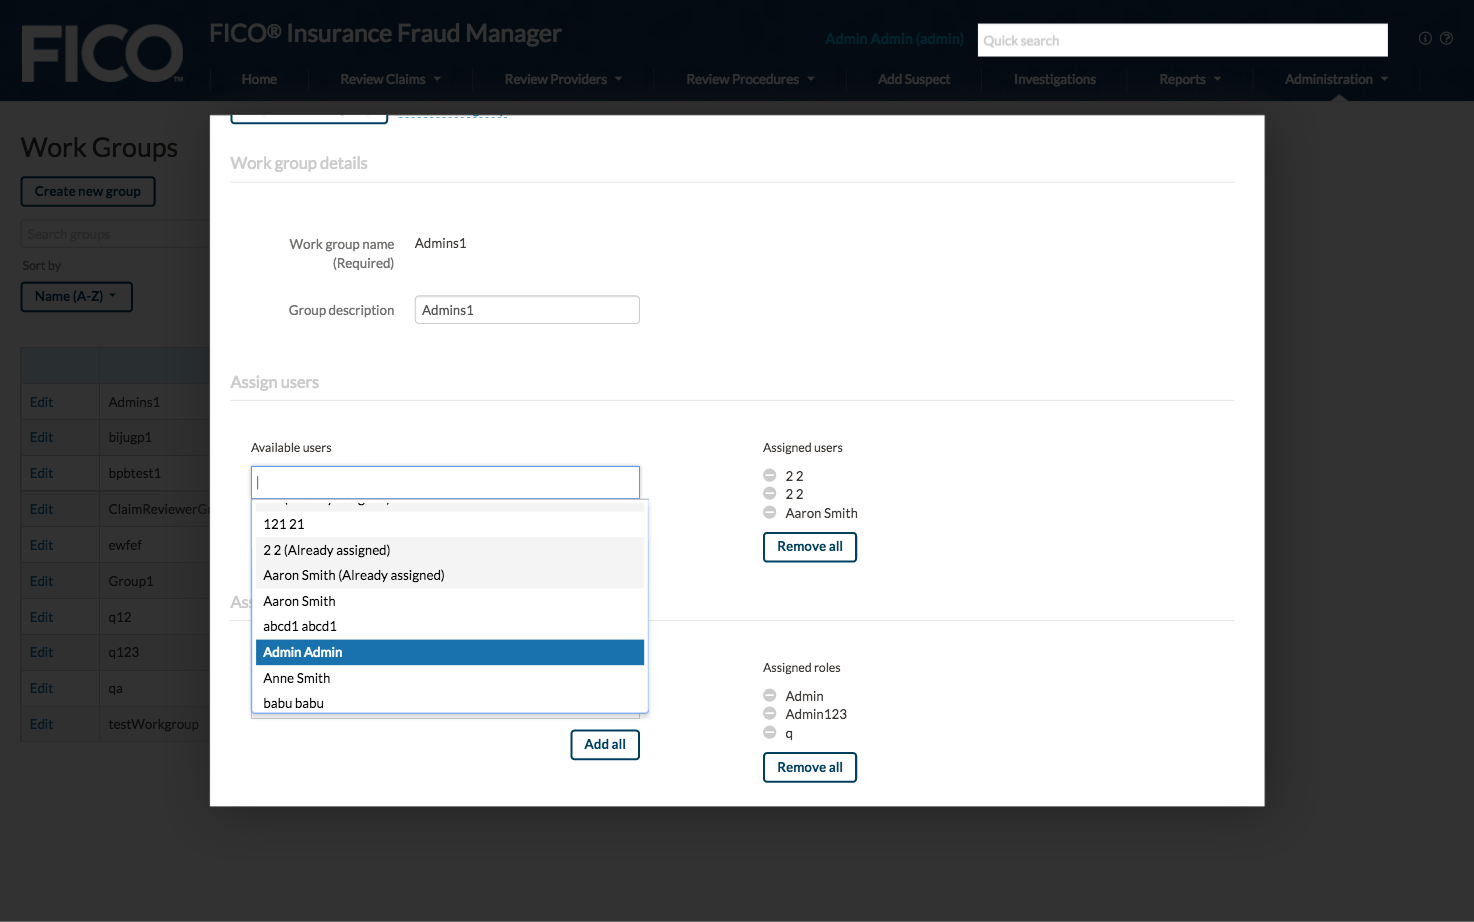 FICO
TM
FICO® Insurance Fraud Manager
Admin Admin (admin)
Quick search
Home
Review Claims
Review Providers
Review Procedures
Add Suspect
Investigations
Reports
Administration
Work Groups
Create new group
Search groups
Sort by
Name (A-Z)
Edit Admins1
Edit bijugp1
Edit bpbtest1
Edit
Edit ewfef
Edit Group1
Edit q12
Edit q123
Edit qa
Edit testWorkgroup
Work group details
Work group name
(Required)
Admins1
Group description
Admins1
Assign users
Available users
121 21
2 2 (Already assigned)
Aaron Smith (Already assigned)
Aaron Smith
abcd1 abcd1
Admin Admin
Anne Smith
babu babu
Add all
Assigned users
2 2
2 2
Aaron Smith
Remove all
Assigned roles
Admin
Admin123
q
Remove all